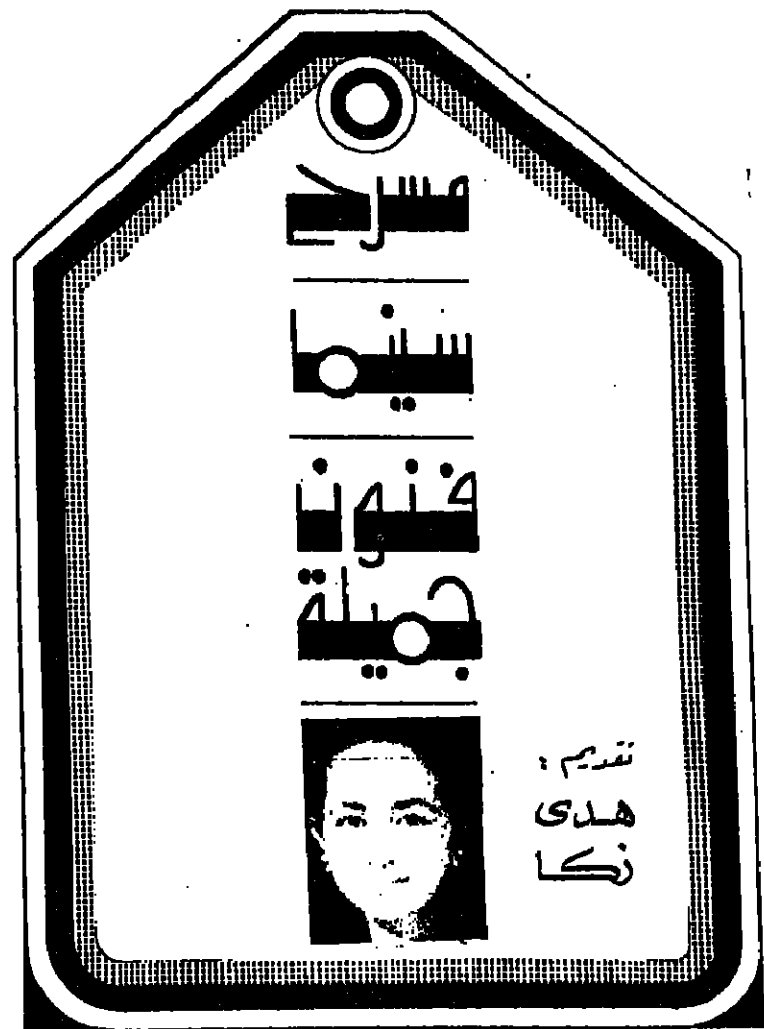 مسرح
سينما
فنون
جميلة
تقديم :
هدى
زكا